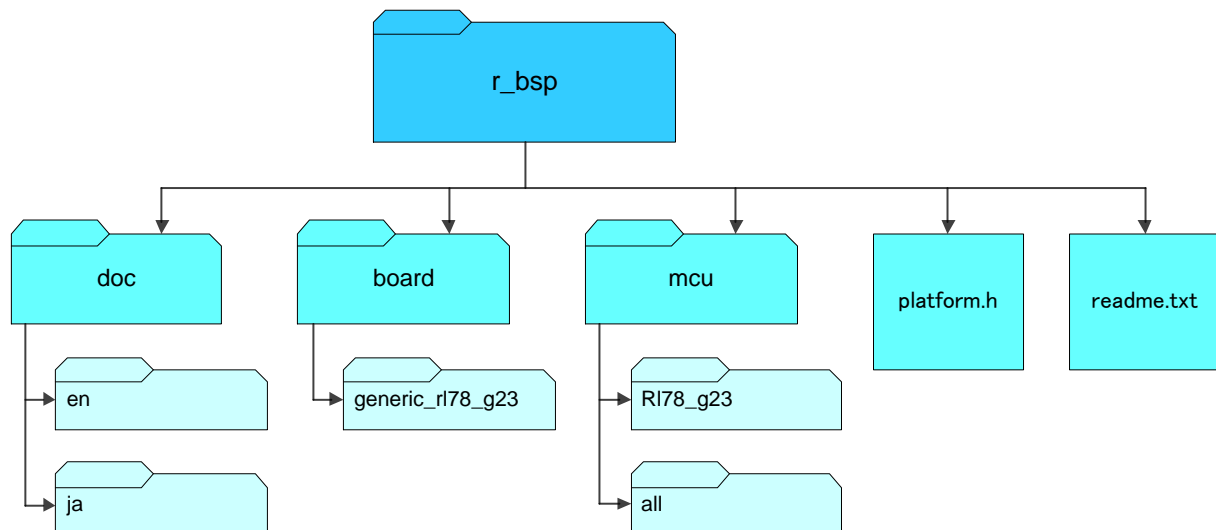 r_bsp
doc
board
mcu
platform.h
readme.txt
en
generic_rl78_g23
Rl78_g23
ja
all